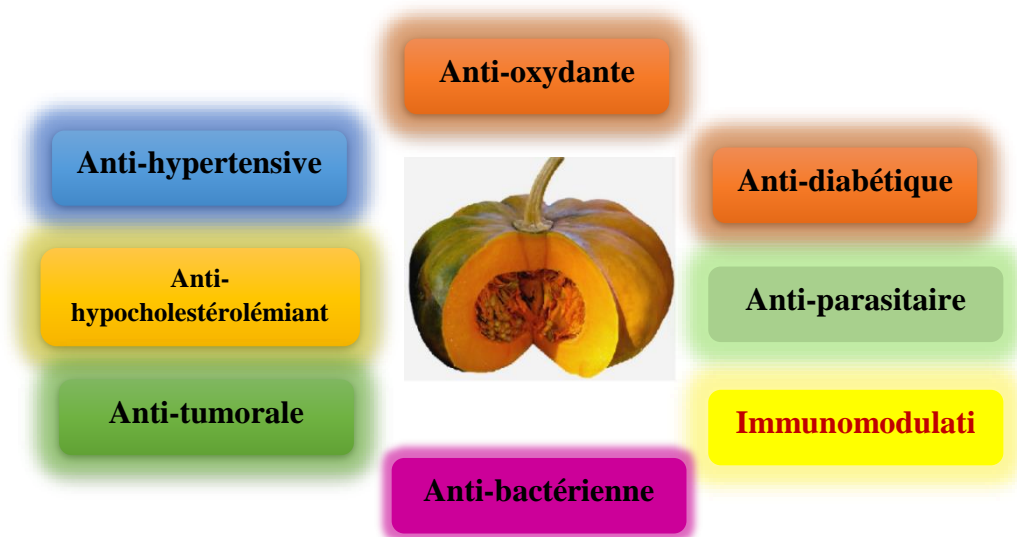 Anti-oxydante
Anti-hypertensive
Anti-diabétique
Anti-
hypocholestérolémiant
Anti-parasitaire
Anti-tumorale
Immunomodulati
Anti-bactérienne